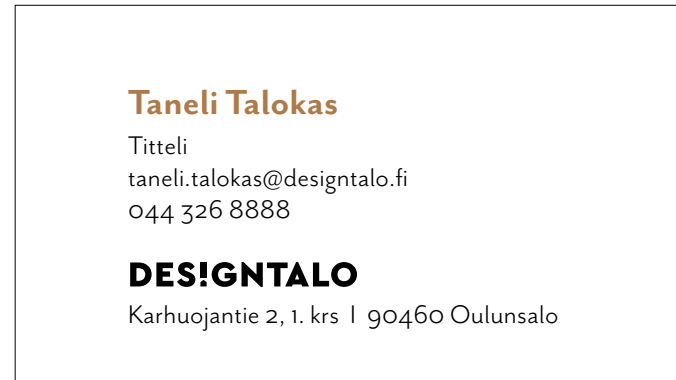 Taneli Talokas
Titteli
taneli.talokas@designtalo.fi
044 326 8888
DES!GNTALO
Karhuojantie 2, 1. krs I 90460 Oulunsalo